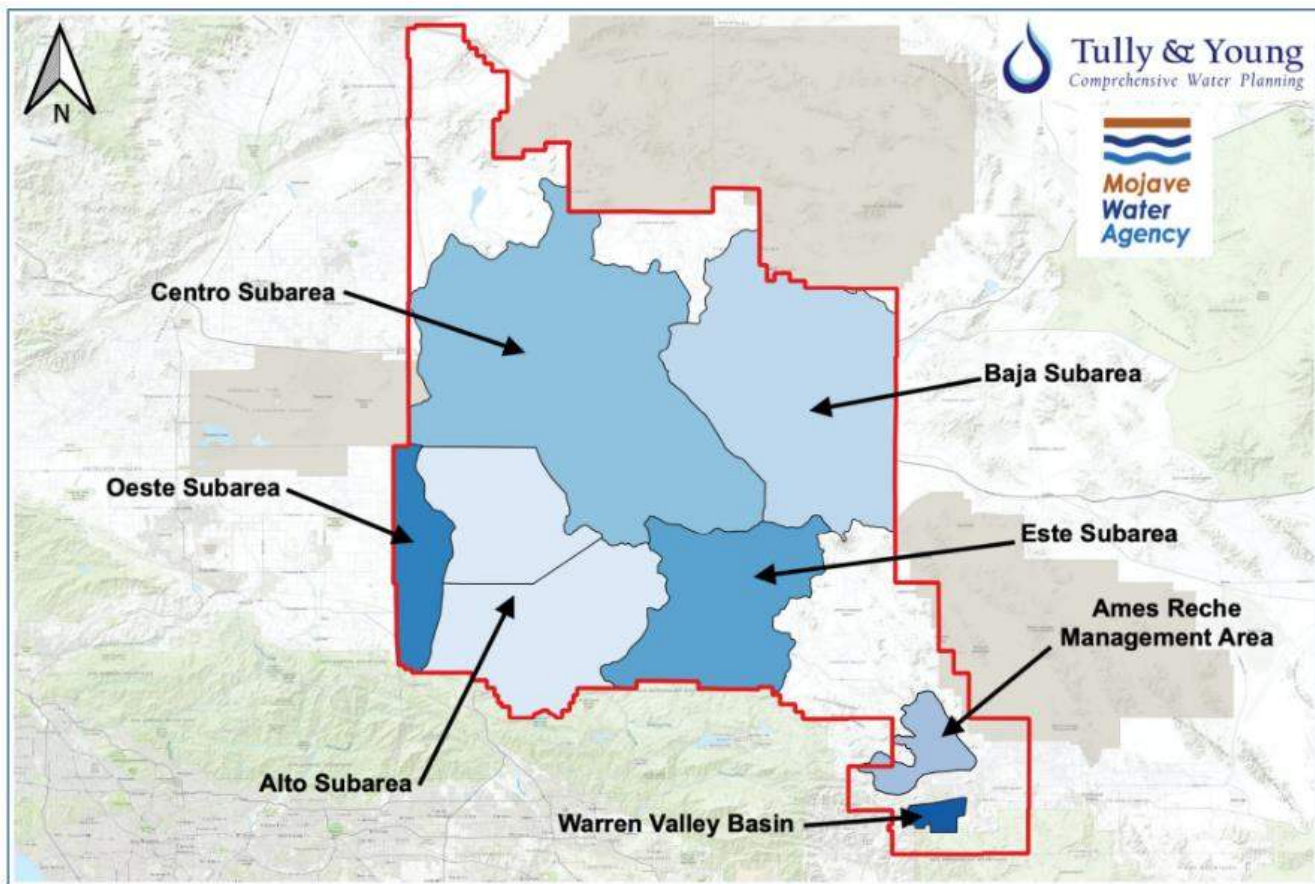 N
Tully & Young
Comprehensive Water Planning
Mojave
Water
Agency
Centro Subarea
Baja Subarea
Oeste Subarea
Este Subarea
Ames Reche
Management Area
Alto Subarea
Warren Valley Basin